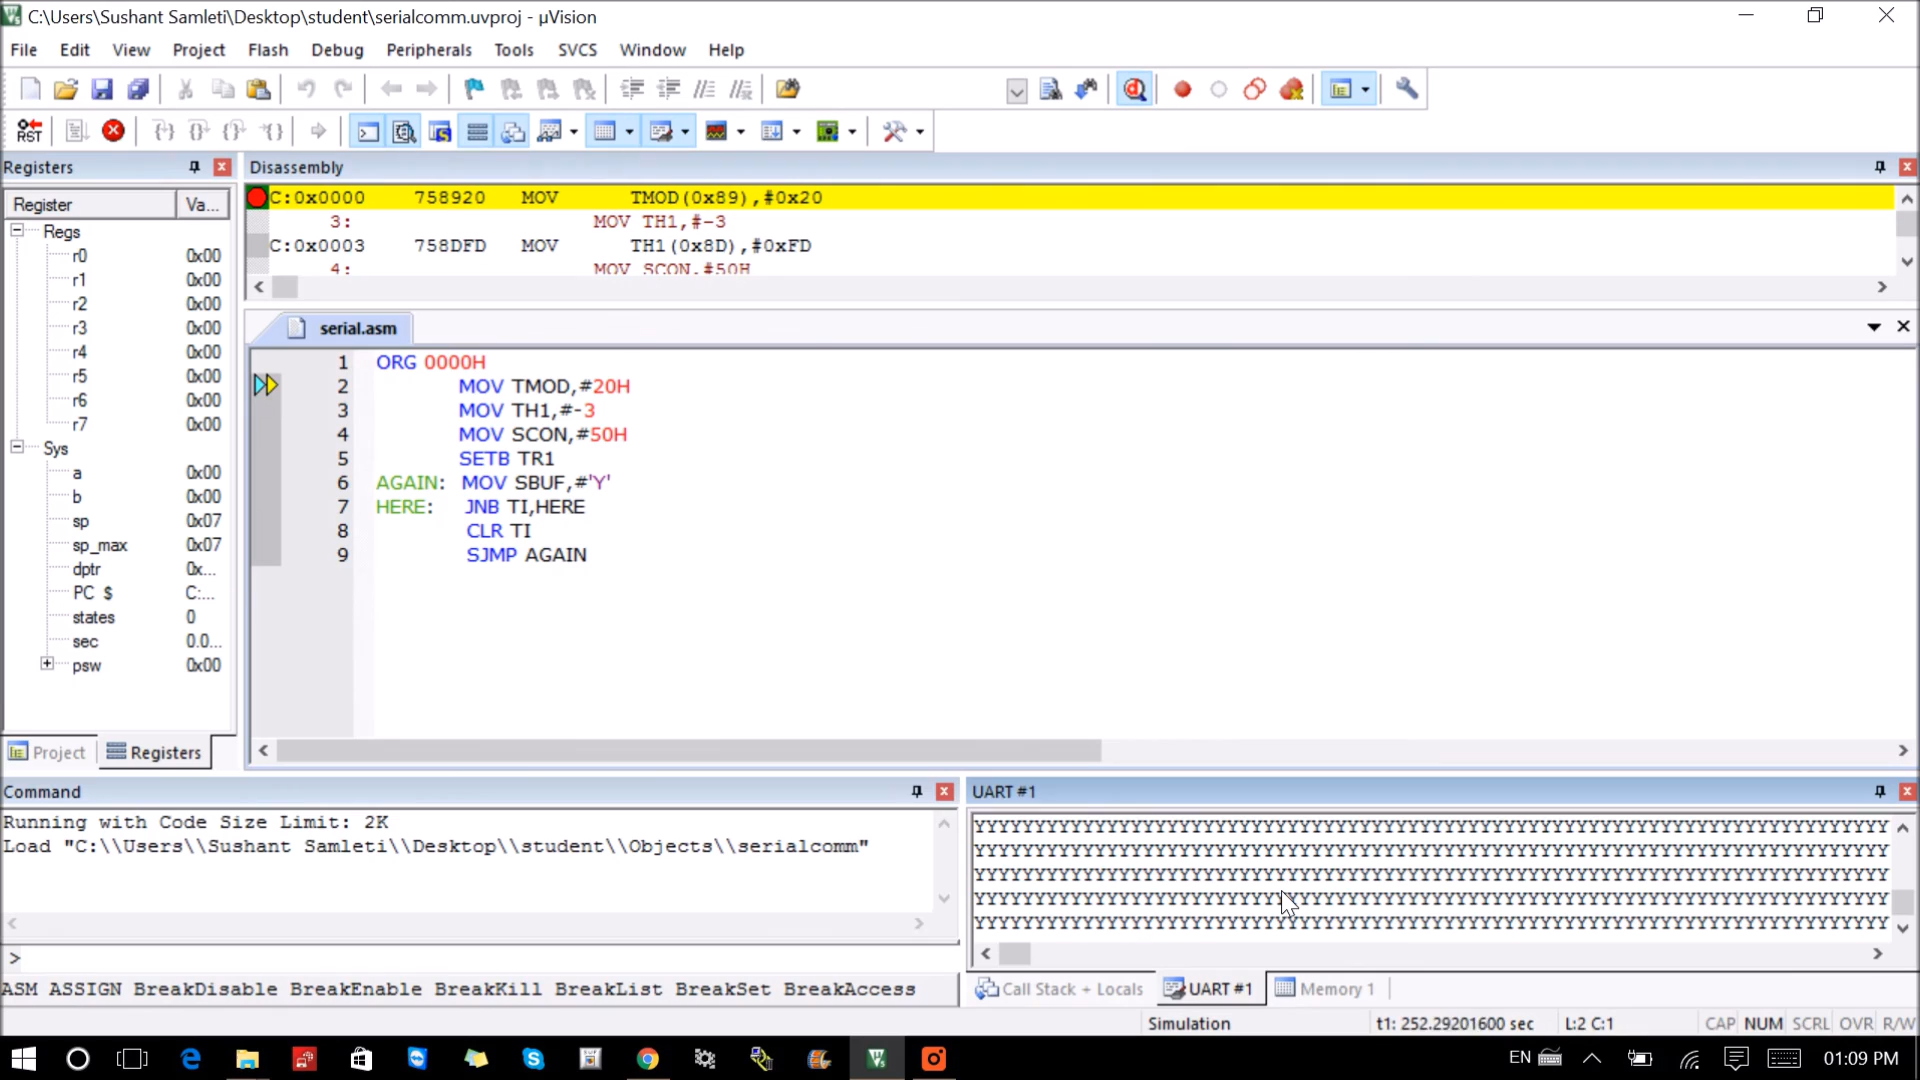 C:\Users\Sushant Samleti\Desktop\student\serialcomm.uvproj - µVision
File Edit View Project Flash Debug Peripherals Tools SVCS Window Help
RST
Registers
Disassembly
Register Va...
Regs
r0 0x00
r1 0x00
r2 0x00
r3 0x00
r4 0x00
r5 0x00
r6 0x00
r7 0x00
Sys
a 0x00
b 0x00
sp 0x07
sp_max 0x07
dptr 0x...
PC $ C:...
states 0
sec 0.0...
psw 0x00
Project Registers
C:0x0000 758920 MOV TMOD(0x89),#0x20
3: MOV TH1,#-3
C:0x0003 758DFD MOV TH1(0x8D),#0xFD
4: MOV SCON,#50H
serial.asm
1 ORG 0000H
2 MOV TMOD,#20H
3 MOV TH1,#-3
4 MOV SCON,#50H
5 SETB TR1
6 AGAIN: MOV SBUF,#'Y'
7 HERE: JNB TI,HERE
8 CLR TI
9 SJMP AGAIN
Command
Running with Code Size Limit: 2K
Load "C:\\Users\\Sushant Samleti\\Desktop\\student\\Objects\\serialcomm"
>
ASM ASSIGN BreakDisable BreakEnable BreakKill BreakList BreakSet BreakAccess
UART #1
YYYYYYYYYYYYYYYYYYYYYYYYYYYYYYYYYYYYYYYYYYYYYYYYYYYYYYYYYYYYYYYYYYYYYYYYYYYY
YYYYYYYYYYYYYYYYYYYYYYYYYYYYYYYYYYYYYYYYYYYYYYYYYYYYYYYYYYYYYYYYYYYYYYYYYYYY
YYYYYYYYYYYYYYYYYYYYYYYYYYYYYYYYYYYYYYYYYYYYYYYYYYYYYYYYYYYYYYYYYYYYYYYYYYYY
YYYYYYYYYYYYYYYYYYYYYYYYYYYYYYYYYYYYYYYYYYYYYYYYYYYYYYYYYYYYYYYYYYYYYYYYYYYY
YYYYYYYYYYYYYYYYYYYYYYYYYYYYYYYYYYYYYYYYYYYYYYYYYYYYYYYYYYYYYYYYYYYYYYYYYYYY
Call Stack + Locals UART #1 Memory 1
Simulation t1: 252.29201600 sec L:2 C:1 CAP NUM SCRL OVR R/W
EN 01:09 PM